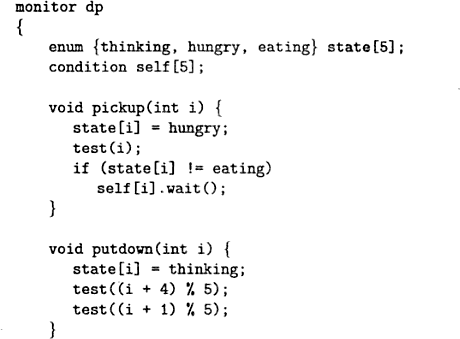 monitor dp
{
    enum {thinking, hungry, eating} state[5];
    condition self[5];

    void pickup(int i) {
        state[i] = hungry;
        test(i);
        if (state[i] != eating)
            self[i].wait();
    }

    void putdown(int i) {
        state[i] = thinking;
        test((i + 4) % 5);
        test((i + 1) % 5);
    }